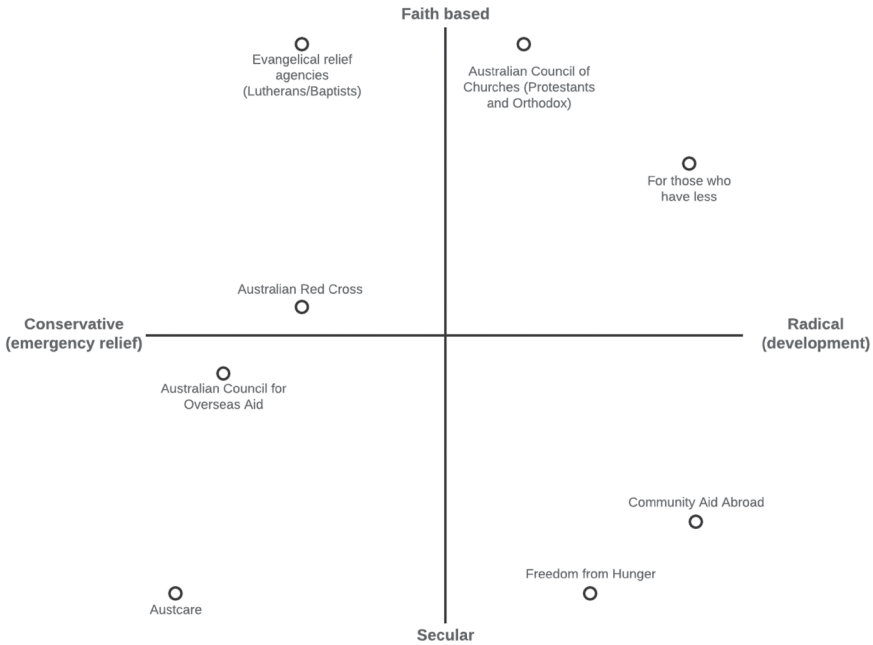 Faith based
Evangelical relief
agencies
(Lutherans/Baptists)
Australian Council of
Churches (Protestants
and Orthodox)
For those who
have less
Australian Red Cross
Conservative
(emergency relief)
Radical
(development)
Australian Council for
Overseas Aid
Community Aid Abroad
Freedom from Hunger
Austcare
Secular